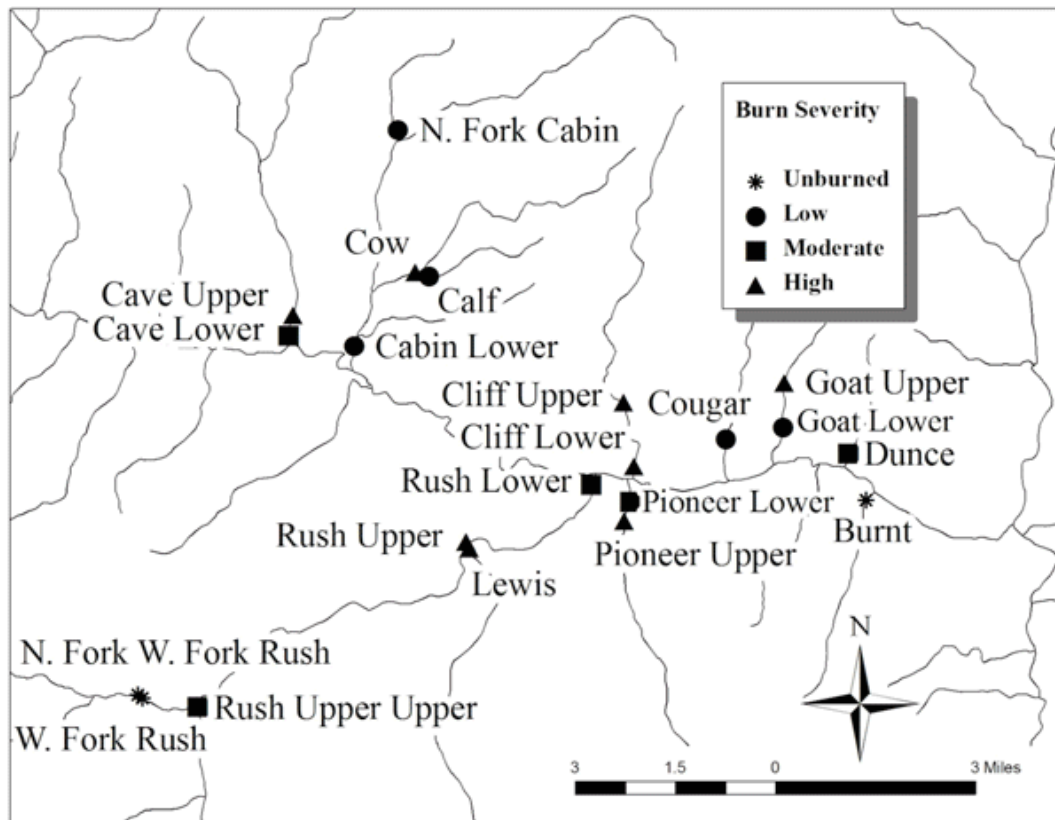 Burn Severity
Unburned
Low
Moderate
High
N. Fork Cabin
Cow
Calf
Cave Upper
Cave Lower
Cabin Lower
Cliff Upper
Cougar
Goat Upper
Goat Lower
Cliff Lower
Dunce
Rush Lower
Pioneer Lower
Burnt
Rush Upper
Pioneer Upper
Lewis
N
N. Fork W. Fork Rush
Rush Upper Upper
W. Fork Rush
3 1.5 0 3 Miles